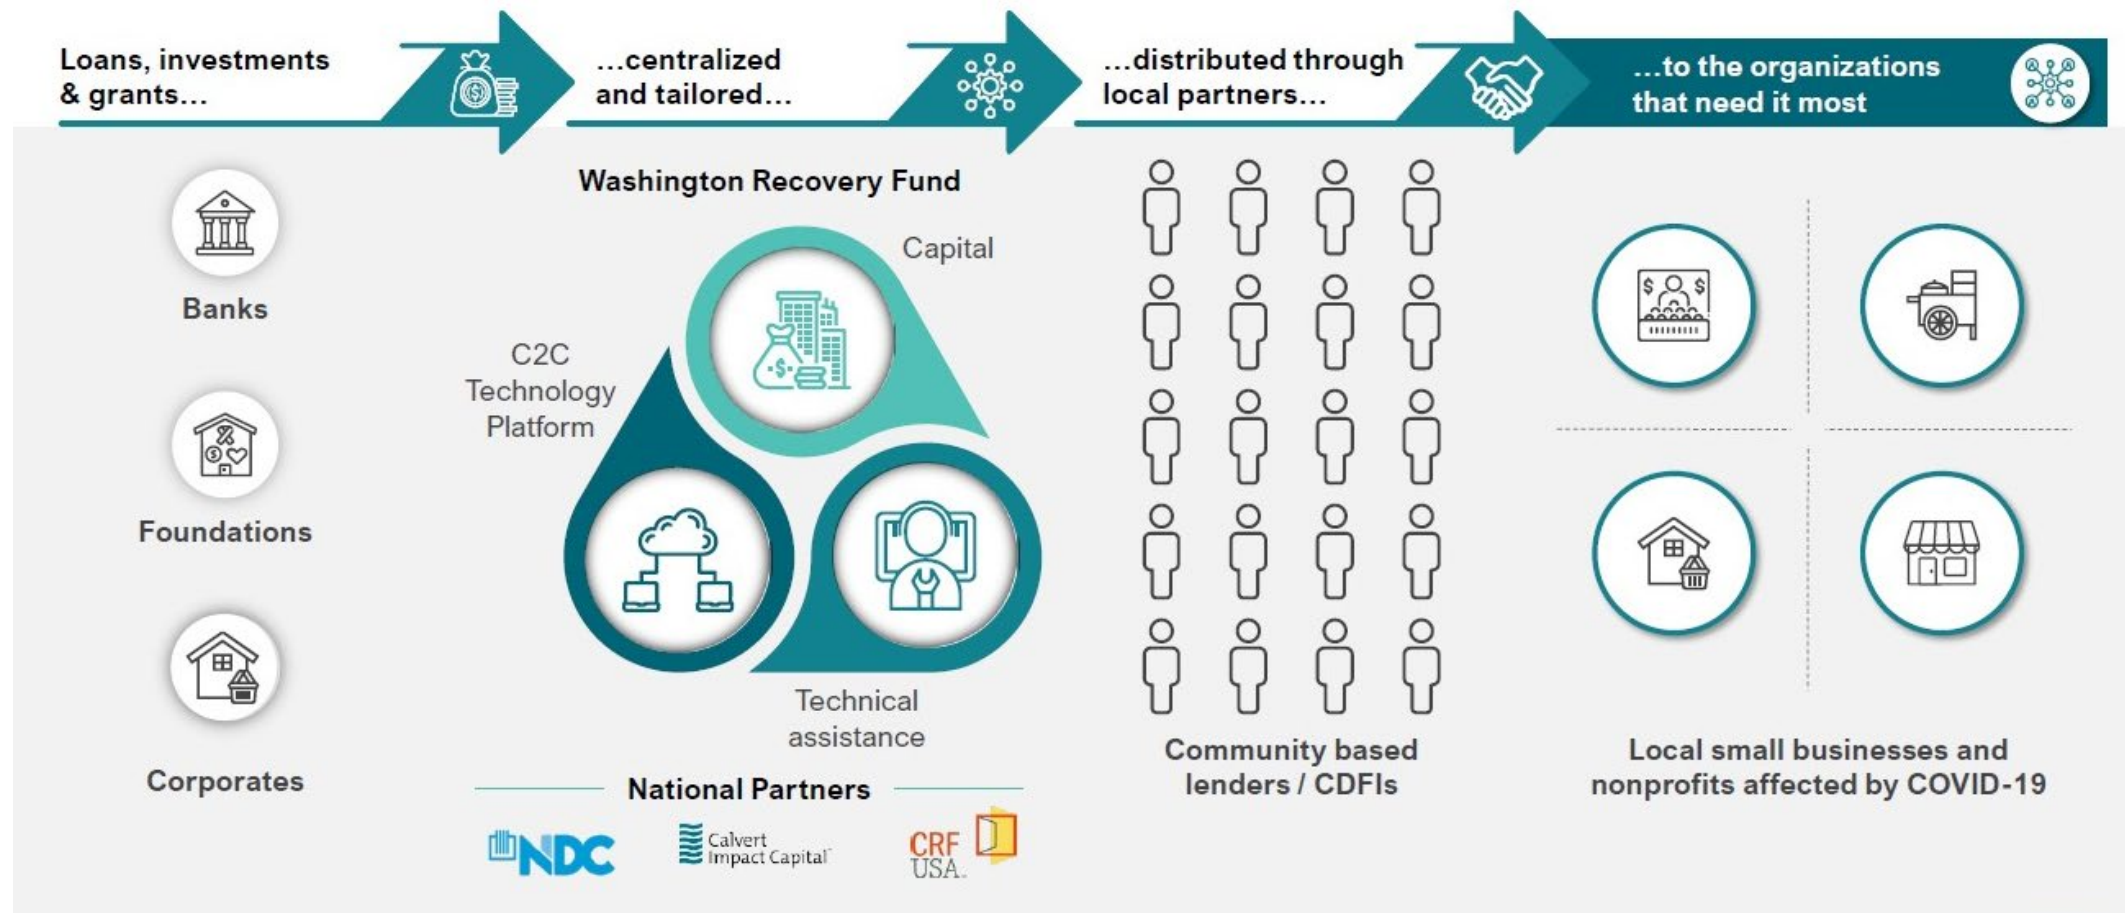 Loans, investments
& grants...
...centralized
and tailored...
...distributed through
local partners...
...to the organizations
that need it most
Banks
Foundations
Corporates
Washington Recovery Fund
Capital
C2C
Technology
Platform
Technical
assistance
National Partners
NDC
Calvert
Impact Capital
CRF
USA
Community based
lenders / CDFIs
Local small businesses and
nonprofits affected by COVID-19